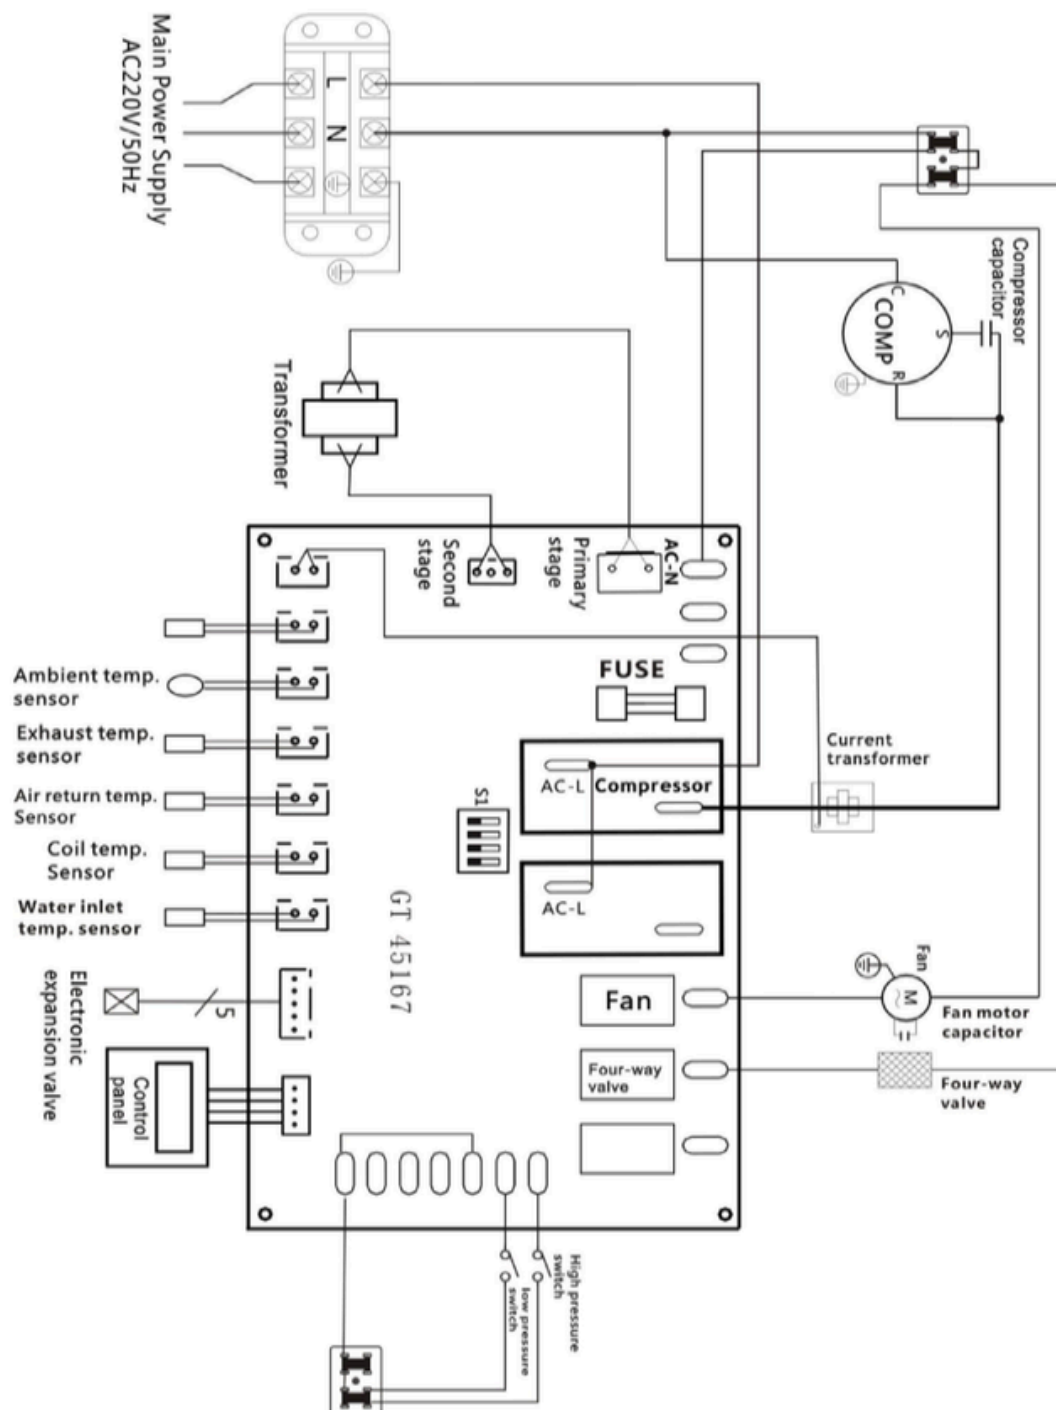 Main Power Supply
AC220V/50Hz
L
N
Compressor
capacitor
C
COMP
S
R
Transformer
Second
stage
Primary
stage
AC-N
FUSE
Ambient temp.
sensor
Exhaust temp.
sensor
Air return temp.
Sensor
Coil temp.
Sensor
Water inlet
temp. sensor
S1
AC-L
Compressor
Current
transformer
AC-L
GT 45167
Electronic
expansion valve
5
Fan
Fan
M
Fan motor
capacitor
Four-way
valve
Four-way
valve
Control
panel
High pressure
switch
low pressure
switch